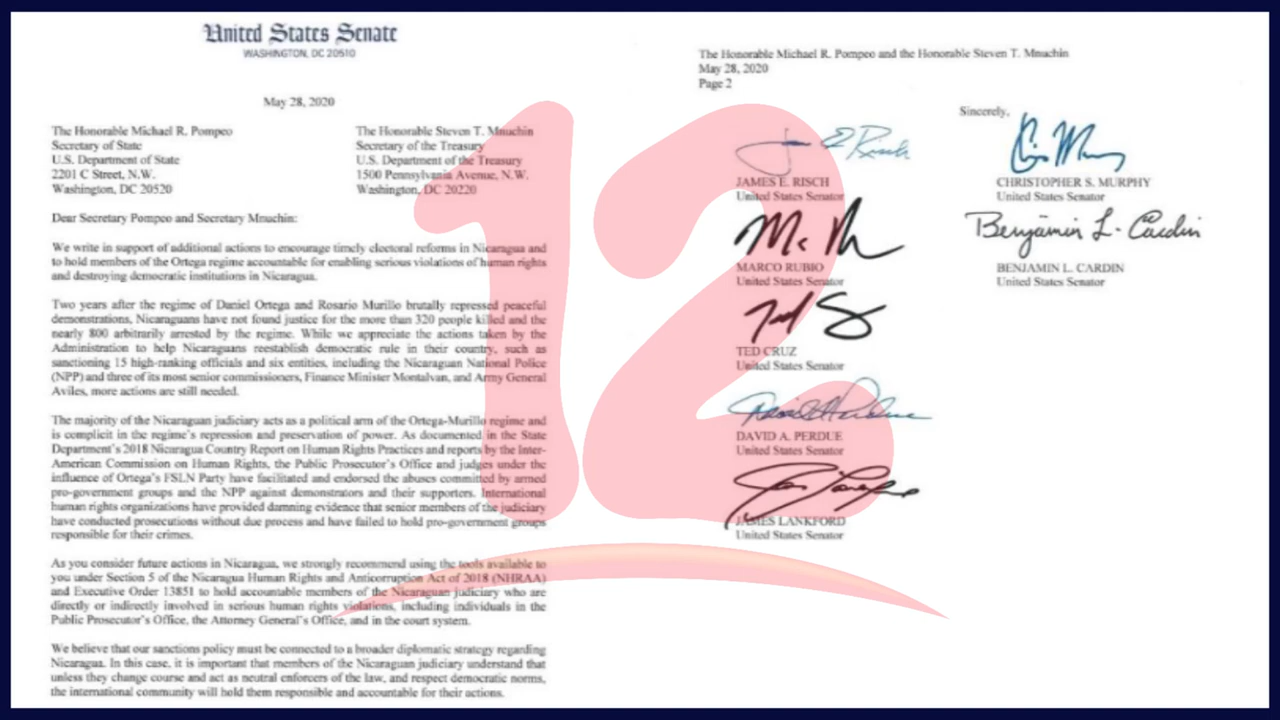 United States Senate
WASHINGTON, DC 20510
May 28, 2020
The Honorable Michael R. Pompeo
Secretary of State
U.S. Department of State
2201 C Street, N.W.
Washington, DC 20520
The Honorable Steven T. Mnuchin
Secretary of the Treasury
U.S. Department of the Treasury
1500 Pennsylvania Avenue, N.W.
Washington, DC 20220
Dear Secretary Pompeo and Secretary Mnuchin:
We write in support of additional actions to encourage timely electoral reforms in Nicaragua and
to hold members of the Ortega regime accountable for enabling serious violations of human rights
and destroying democratic institutions in Nicaragua.
Two years after the regime of Daniel Ortega and Rosario Murillo brutally repressed peaceful
demonstrations, Nicaraguans have not found justice for the more than 320 people killed and the
nearly 800 arbitrarily arrested by the regime. While we appreciate the actions taken by the
Administration to help Nicaraguans reestablish democratic rule in their country, such as
sanctioning 15 high-ranking officials and six entities, including the Nicaraguan National Police
(NPP) and three of its most senior commissioners, Finance Minister Montalvan, and Army General
Aviles, more actions are still needed.
The majority of the Nicaraguan judiciary acts as a political arm of the Ortega-Murillo regime and
is complicit in the regime's repression and preservation of power. As documented in the State
Department's 2018 Nicaragua Country Report on Human Rights Practices and reports by the Inter-
American Commission on Human Rights, the Public Prosecutor's Office and judges under the
influence of Ortega's FSLN Party have facilitated and endorsed the abuses committed by armed
pro-government groups and the NPP against demonstrators and their supporters. International
human rights organizations have provided damning evidence that senior members of the judiciary
have conducted prosecutions without due process and have failed to hold pro-government groups
responsible for their crimes.
As you consider future actions in Nicaragua, we strongly recommend using the tools available to
you under Section 5 of the Nicaragua Human Rights and Anticorruption Act of 2018 (NHRAA)
and Executive Order 13851 to hold accountable members of the Nicaraguan judiciary who are
directly or indirectly involved in serious human rights violations, including individuals in the
Public Prosecutor's Office, the Attorney General's Office, and in the court system.
We believe that our sanctions policy must be connected to a broader diplomatic strategy regarding
Nicaragua. In this case, it is important that members of the Nicaraguan judiciary understand that
unless they change course and act as neutral enforcers of the law, and respect democratic norms,
the international community will hold them responsible and accountable for their actions.
The Honorable Michael R. Pompeo and the Honorable Steven T. Mnuchin
May 28, 2020
Page 2
Sincerely,
James E. Risch
JAMES E. RISCH
United States Senator
CHRISTOPHER S. MURPHY
United States Senator
MARCO RUBIO
United States Senator
Benjamin L. Cardin
BENJAMIN L. CARDIN
United States Senator
TED CRUZ
United States Senator
DAVID A. PERDUE
United States Senator
JAMES LANKFORD
United States Senator
12